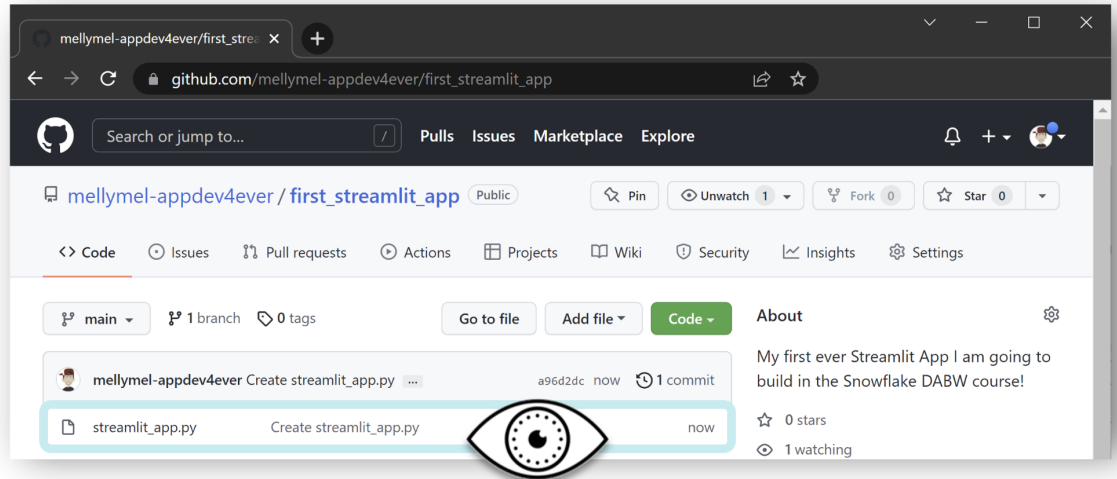 mellymel-appdev4ever/first_strea
github.com/mellymel-appdev4ever/first_streamlit_app
Search or jump to... / Pulls Issues Marketplace Explore
mellymel-appdev4ever / first_streamlit_app Public Pin Unwatch 1 Fork 0 Star 0
<> Code Issues Pull requests Actions Projects Wiki Security Insights Settings
main 1 branch 0 tags Go to file Add file Code About
My first ever Streamlit App I am going to
build in the Snowflake DABW course!
mellymel-appdev4ever Create streamlit_app.py ... a96d2dc now 1 commit
streamlit_app.py Create streamlit_app.py now
0 stars
1 watching